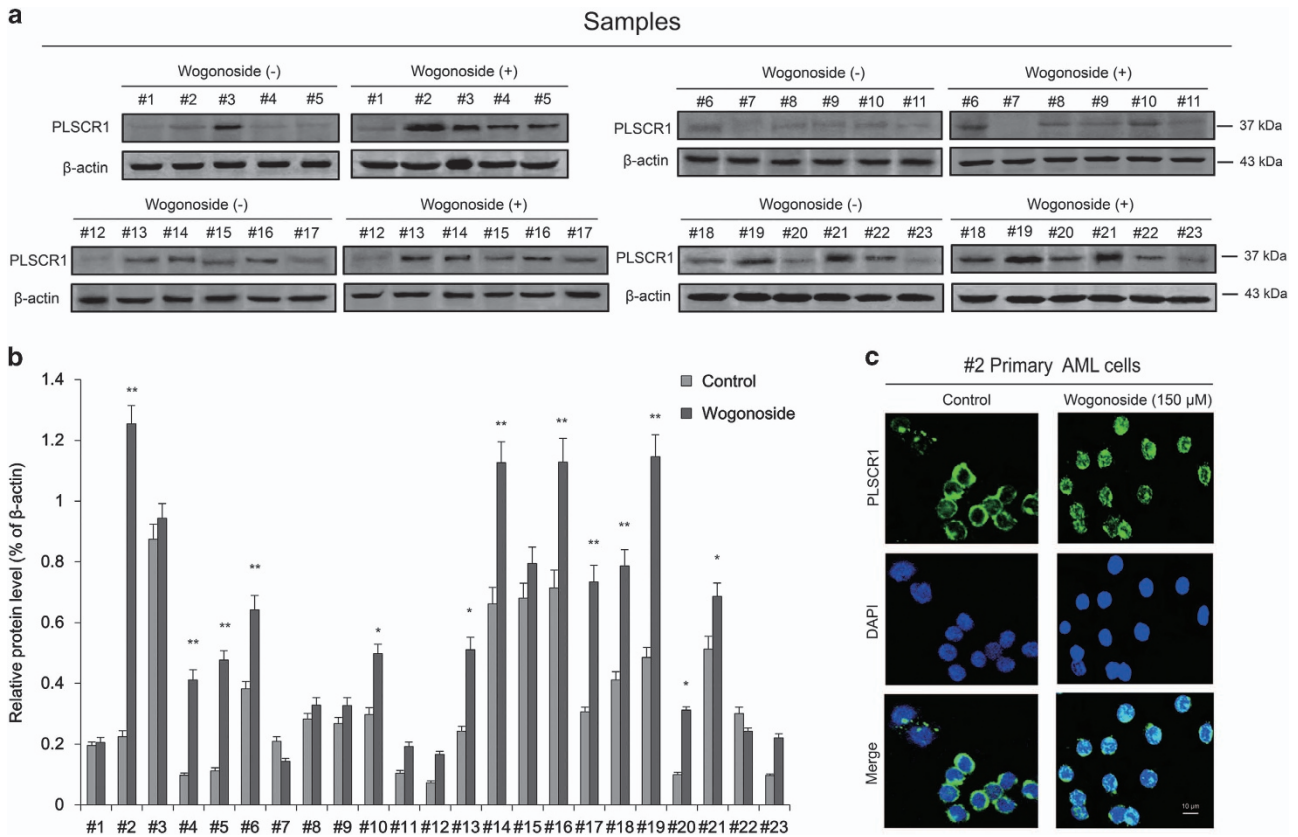 a
Samples
Wogonoside (-) Wogonoside (+) Wogonoside (-) Wogonoside (+)
#1 #2 #3 #4 #5 #1 #2 #3 #4 #5 #6 #7 #8 #9 #10 #11 #6 #7 #8 #9 #10 #11
PLSCR1 PLSCR1 37 kDa
β-actin β-actin 43 kDa
Wogonoside (-) Wogonoside (+) Wogonoside (-) Wogonoside (+)
#12 #13 #14 #15 #16 #17 #12 #13 #14 #15 #16 #17 #18 #19 #20 #21 #22 #23 #18 #19 #20 #21 #22 #23
PLSCR1 PLSCR1 37 kDa
β-actin β-actin 43 kDa
b
Relative protein level (% of β-actin)
1.4
1.2
1
0.8
0.6
0.4
0.2
0
Control
Wogonoside
** ** ** ** * * ** ** ** ** ** * *
#1 #2 #3 #4 #5 #6 #7 #8 #9 #10 #11 #12 #13 #14 #15 #16 #17 #18 #19 #20 #21 #22 #23
c
#2 Primary AML cells
Control Wogonoside (150 µM)
PLSCR1
DAPI
Merge
10 µm